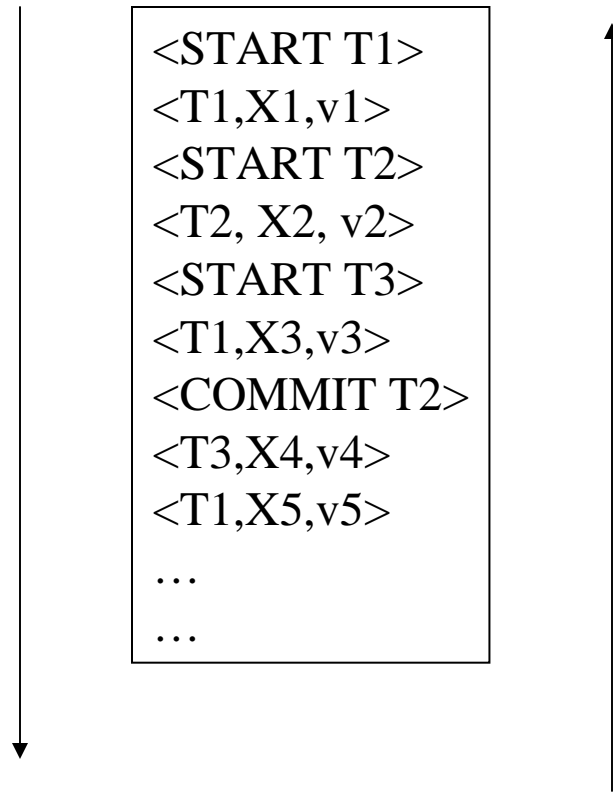 <START T1>
<T1,X1,v1>
<START T2>
<T2, X2, v2>
<START T3>
<T1,X3,v3>
<COMMIT T2>
<T3,X4,v4>
<T1,X5,v5>
…
…